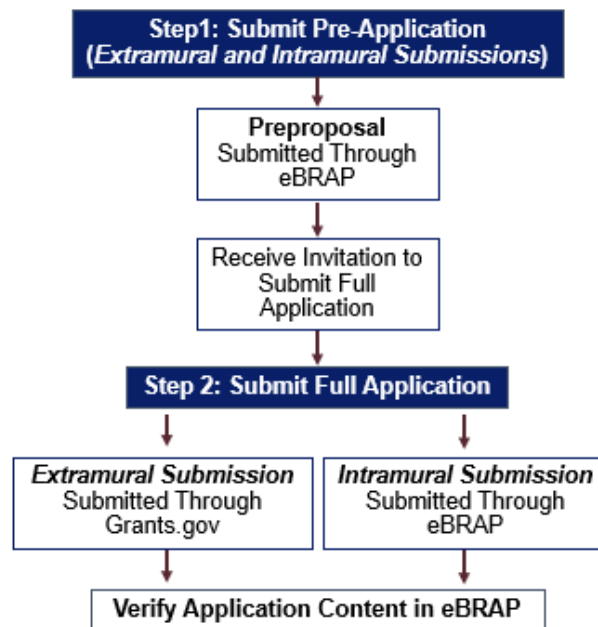 Step1: Submit Pre-Application
(Extramural and Intramural Submissions)
Preproposal
Submitted Through
eBRAP
Receive Invitation to
Submit Full
Application
Step 2: Submit Full Application
Extramural Submission
Submitted Through
Grants.gov
Intramural Submission
Submitted Through
eBRAP
Verify Application Content in eBRAP